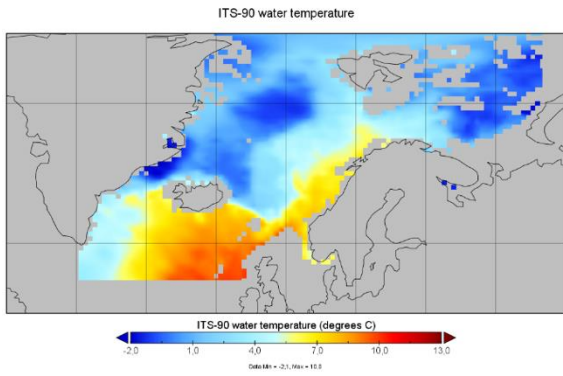 ITS-90 water temperature
ITS-90 water temperature (degrees C)
-2,0 1,0 4,0 7,0 10,0 13,0
Data Min = -2,1, Max = 10,0